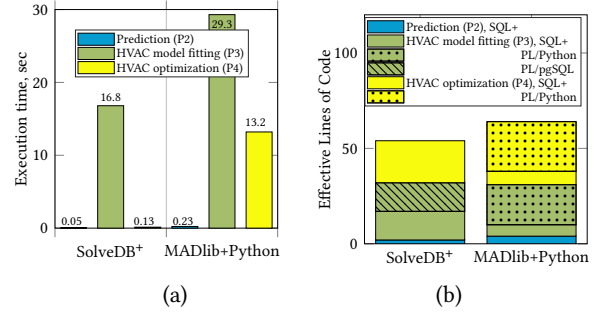 Execution time, sec
30
20
10
0
Prediction (P2)
HVAC model fitting (P3)
HVAC optimization (P4)
0.05
16.8
0.13
0.23
29.3
13.2
SolveDB+
MADlib+Python
(a)
Effective Lines of Code
100
50
0
Prediction (P2), SQL+
HVAC model fitting (P3), SQL+
PL/Python
PL/pgSQL
HVAC optimization (P4), SQL+
PL/Python
SolveDB+
MADlib+Python
(b)